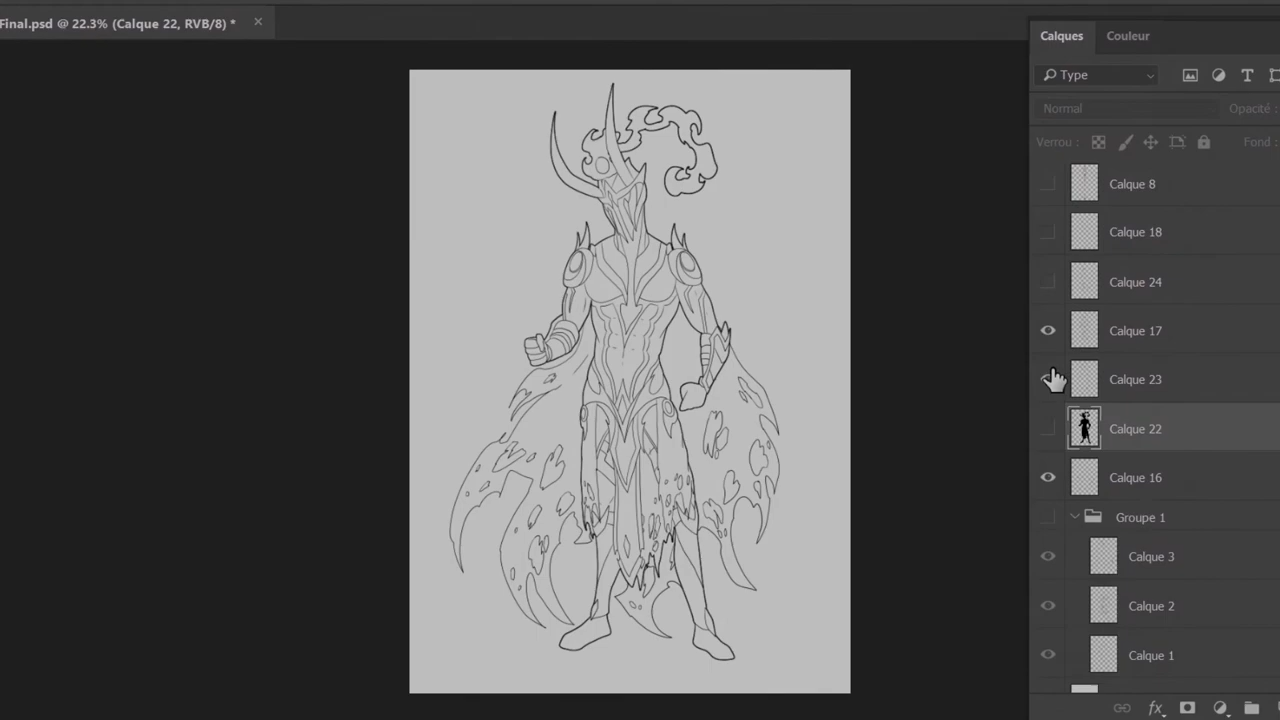 Final.psd @ 22.3% (Calque 22, RVB/8) *
Calques
Couleur
Type
Normal
Opacité :
Verrou :
Fond :
Calque 8
Calque 18
Calque 24
Calque 17
Calque 23
Calque 22
Calque 16
Groupe 1
Calque 3
Calque 2
Calque 1